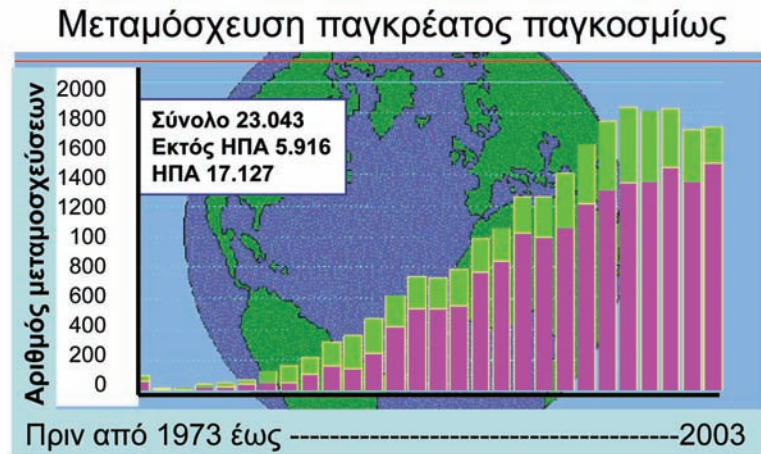 Μεταμόσχευση παγκρέατος παγκοσμίως
Αριθμός μεταμοσχεύσεων
2000
1800
1600
1400
1200
100
800
600
400
200
0
Σύνολο 23.043
Εκτός ΗΠΑ 5.916
ΗΠΑ 17.127
Πριν από 1973 έως ---------------------------------------2003